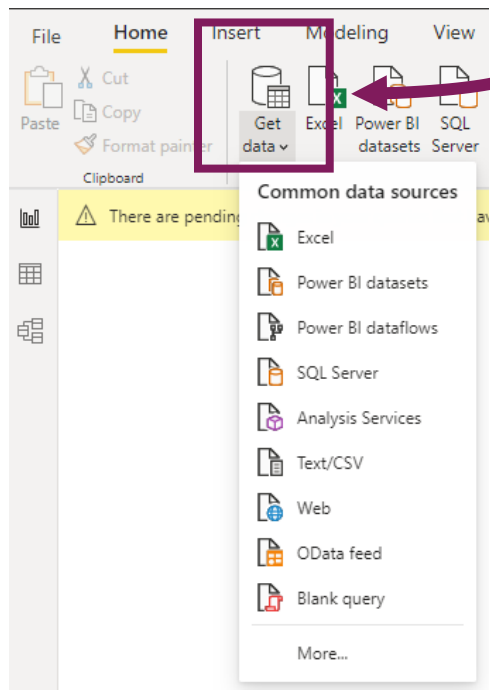 File Home Insert Modeling View
Cut
Copy
Format painter
Paste
Get data
Excel
Power BI datasets
SQL Server
Clipboard
There are pending
Common data sources
Excel
Power BI datasets
Power BI dataflows
SQL Server
Analysis Services
Text/CSV
Web
OData feed
Blank query
More...